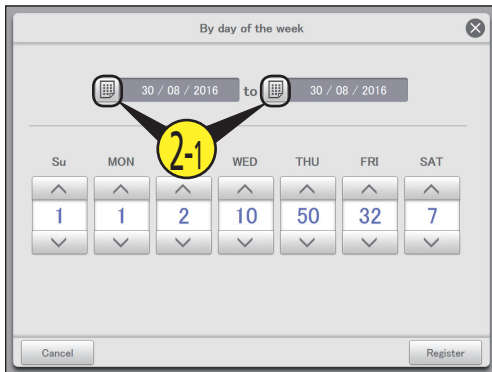 By day of the week
30 / 08 / 2016 to 30 / 08 / 2016
2-1
Su MON WED THU FRI SAT
1 1 2 10 50 32 7
Cancel Register